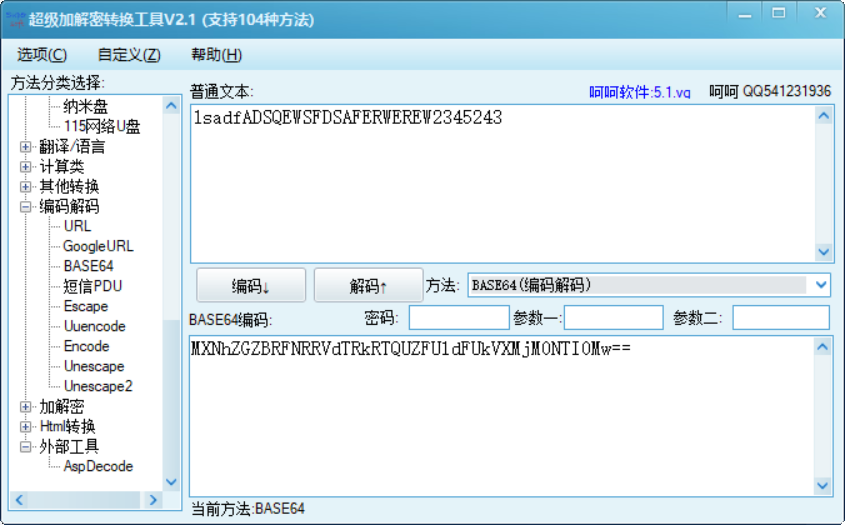 超级加解密转换工具V2.1 (支持104种方法)
选项(C) 自定义(Z) 帮助(H)
方法分类选择:
纳米盘
115网络U盘
翻译/语言
计算类
其他转换
编码解码
URL
GoogleURL
BASE64
短信PDU
Escape
Uuencode
Encode
Unescape
Unescape2
加解密
Html转换
外部工具
AspDecode
普通文本: 呵呵软件:5.1.vg 呵呵 QQ541231936
1sadfADSQEWSFDSAFERWEREW2345243
编码↓ 解码↑ 方法: BASE64(编码解码)
BASE64编码: 密码: 参数一: 参数二:
MXNhZGZBRFNRRVdTRkRTQUZFUldFUkVXMjM0NTI0Mw==
当前方法:BASE64